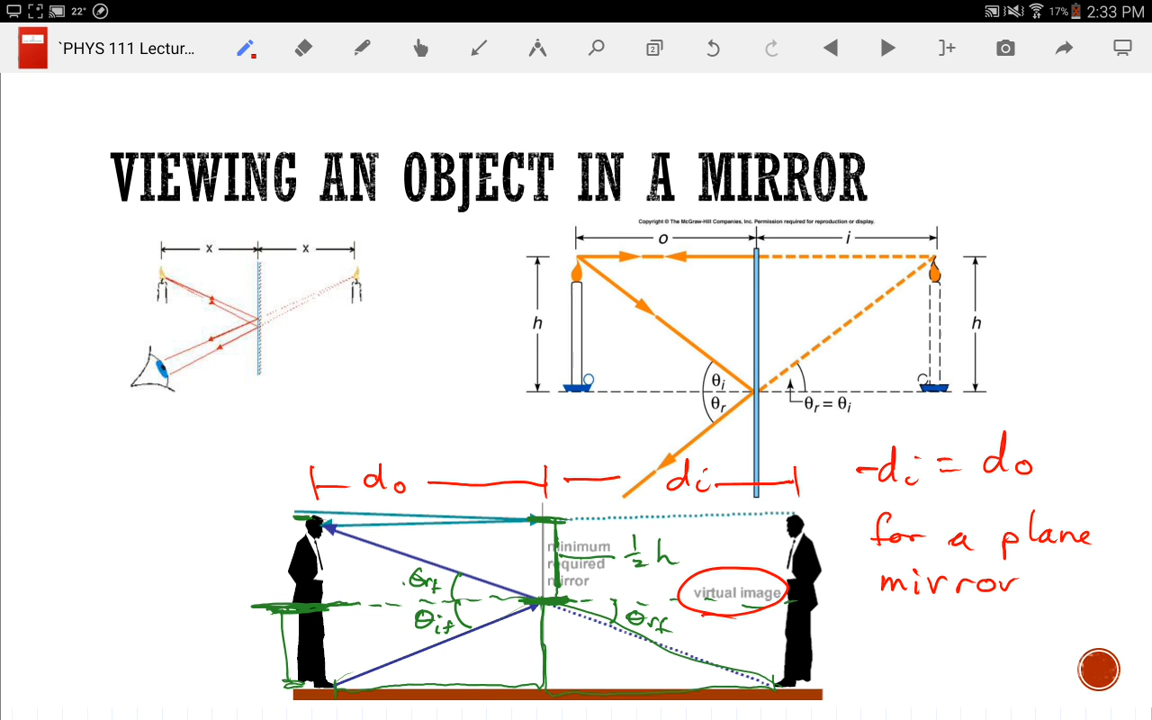 22°
17%
2:33 PM
`PHYS 111 Lectur...
2
VIEWING AN OBJECT IN A MIRROR
Copyright © The McGraw-Hill Companies, Inc. Permission required for reproduction or display.
x x
o i
h h
θi
θr
θr = θi
do di
-di = do
for a plane
mirror
minimum
required
mirror
1/2 h
virtual image
θrf
θif
θrf